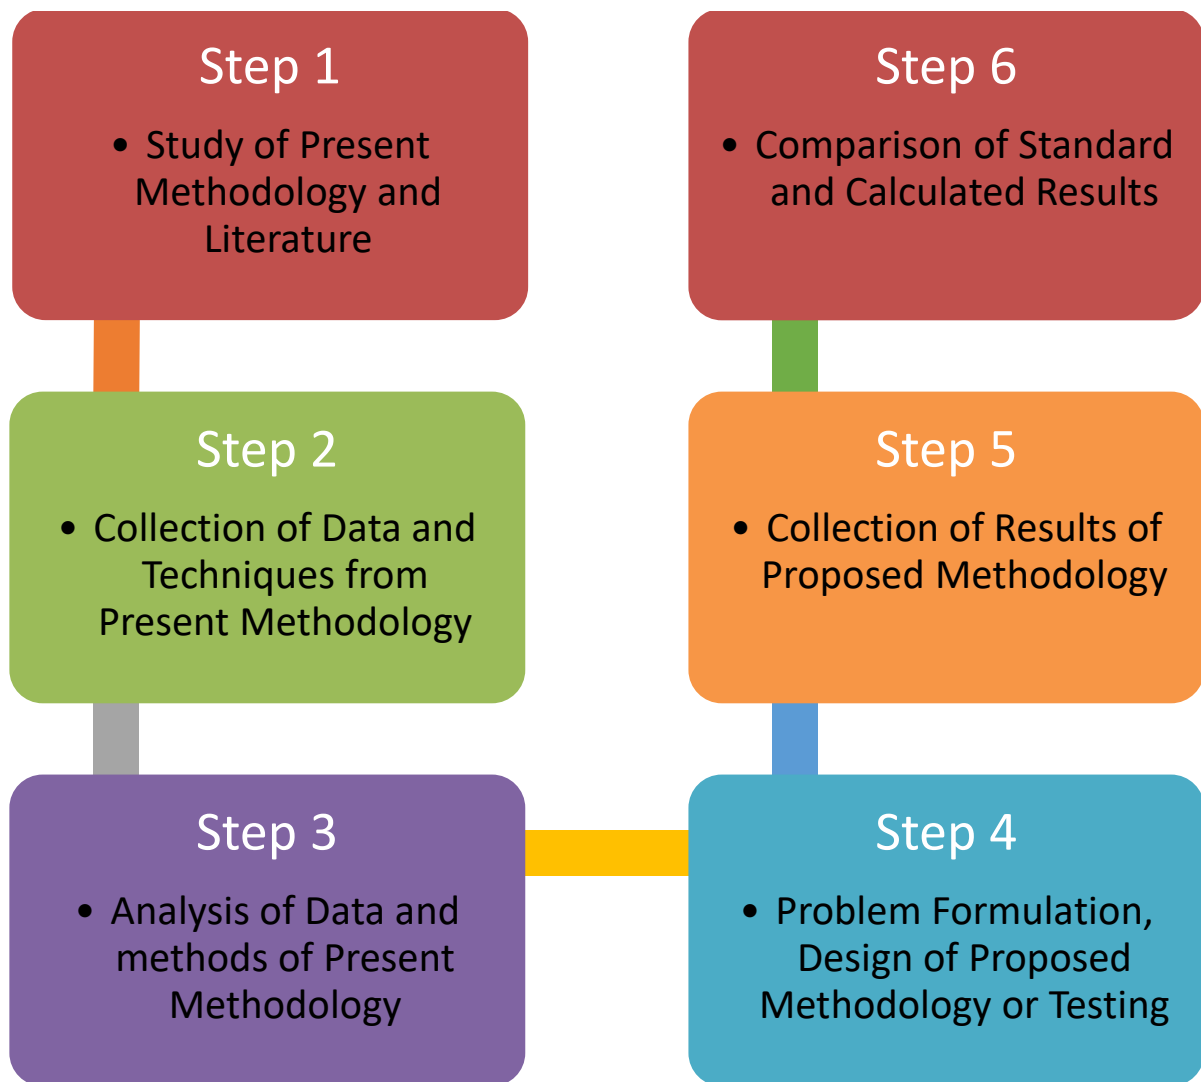 Step 1
• Study of Present
Methodology and
Literature
Step 2
• Collection of Data and
Techniques from
Present Methodology
Step 3
• Analysis of Data and
methods of Present
Methodology
Step 4
• Problem Formulation,
Design of Proposed
Methodology or Testing
Step 5
• Collection of Results of
Proposed Methodology
Step 6
• Comparison of Standard
and Calculated Results